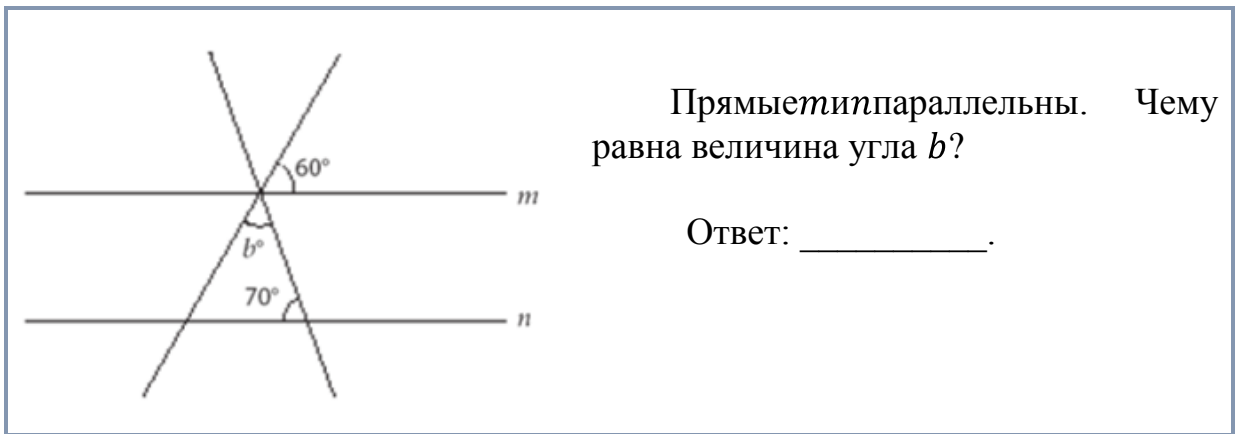 60°
m
b°
70°
n
Прямыеmиnпараллельны. Чему
равна величина угла b?
Ответ: __________.